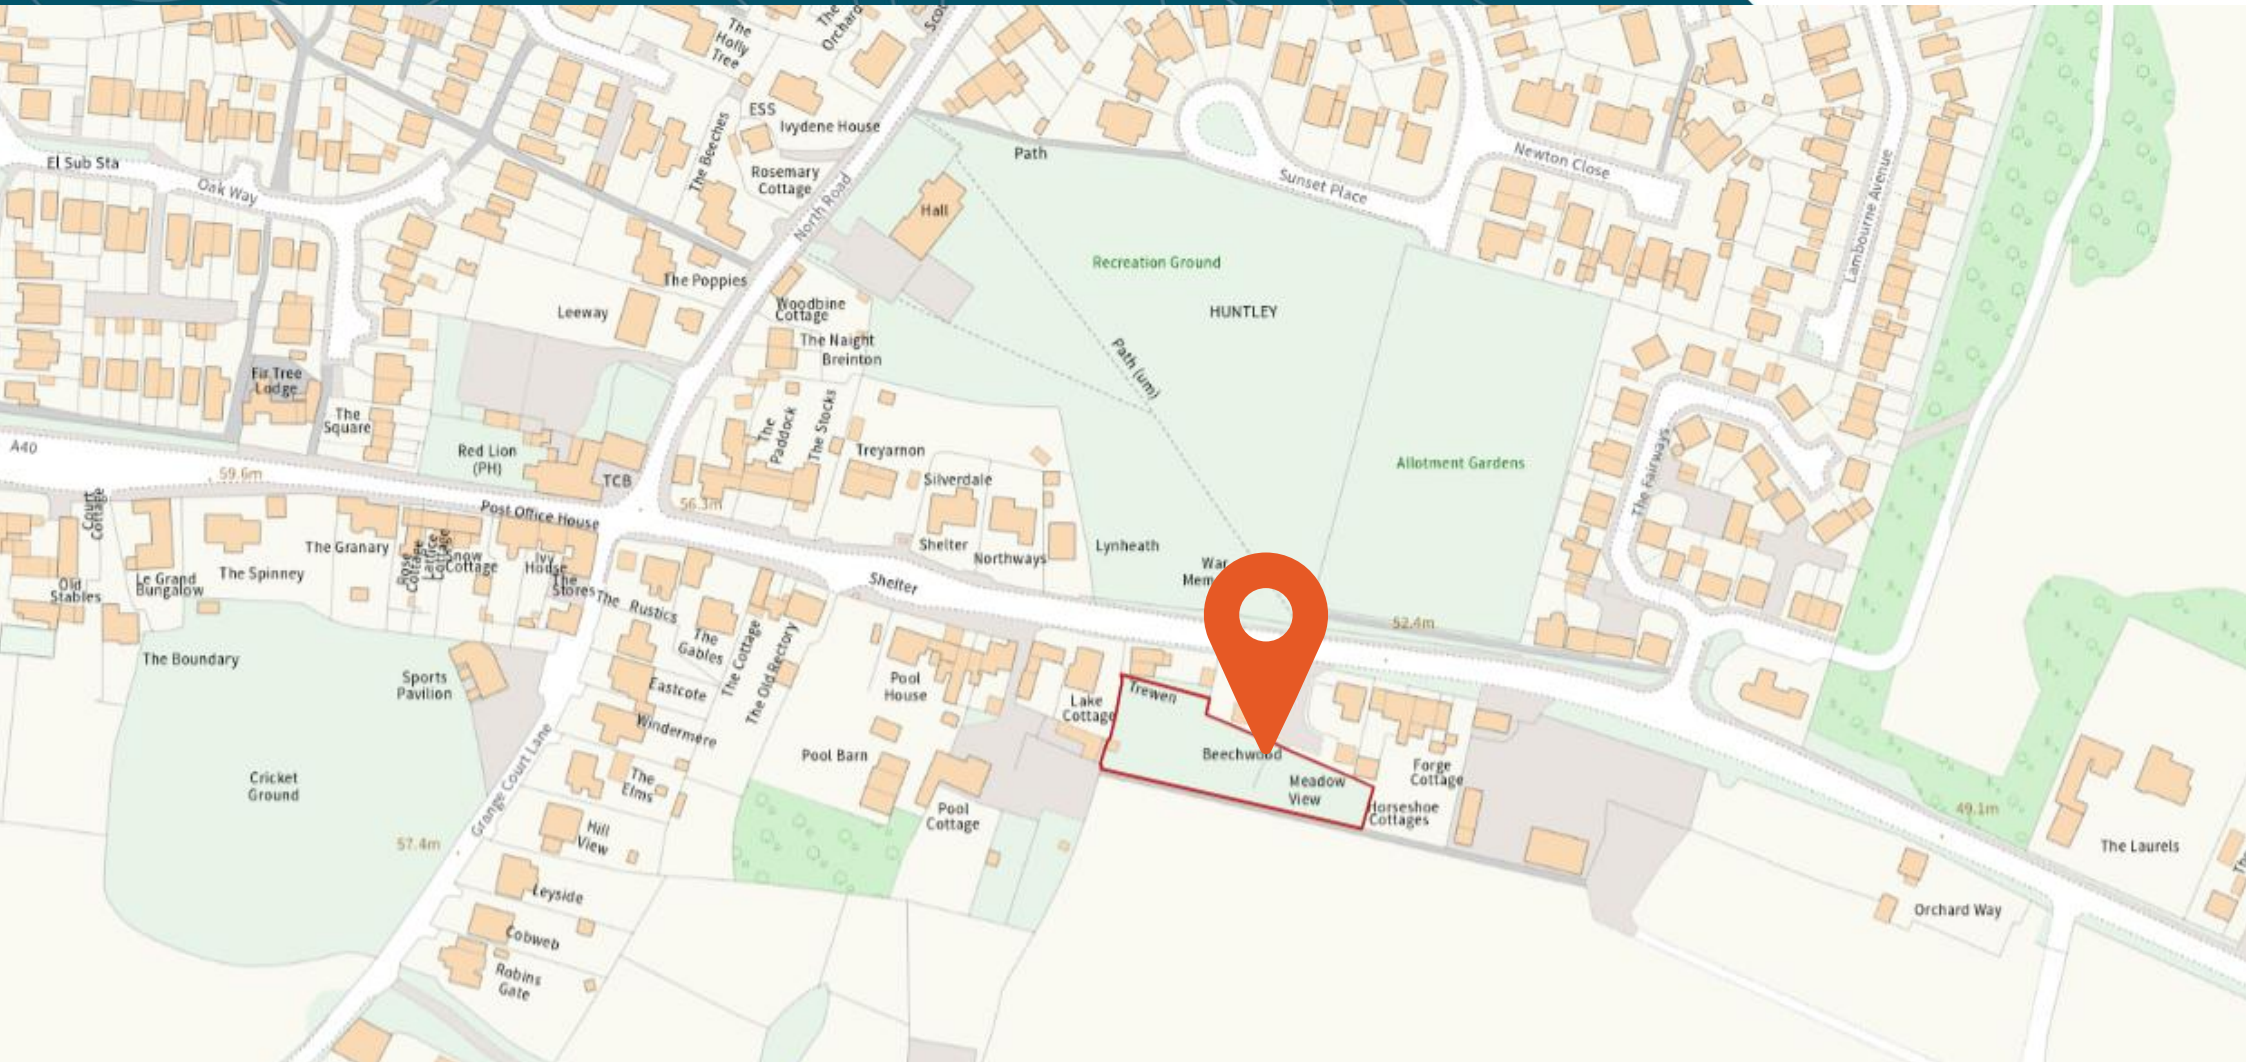 The
Holly
Tree
The
Orchard
ESS
Ivydene House
The Beeches
Rosemary
Cottage
North Road
El Sub Sta
Oak Way
Path
Hall
Sunset Place
Newton Close
Lambourne Avenue
Recreation Ground
HUNTLEY
The Poppies
Leeway
Woodbine
Cottage
The Naight
Breinton
Path (um)
Fir Tree
Lodge
The
Square
The
Paddock
The Stocks
Treyarnon
Silverdale
A40
59.6m
Red Lion
(PH)
TCB
56.3m
Post Office House
Allotment Gardens
The Fairways
Court
Cottage
The Granary
Rose
Cottage
Lattice
Cottage
Snow
Cottage
Ivy
House
The
Stores
Shelter
Northways
Lynheath
War
Mem
Old
Stables
Le Grand
Bungalow
The Spinney
Shelter
The Rustics
The
Gables
The Cottage
The Old Rectory
52.4m
The Boundary
Sports
Pavilion
Eastcote
Windermere
Pool
House
Lake
Cottage
Trewen
Beechwood
Meadow
View
Forge
Cottage
Horseshoe
Cottages
Pool Barn
Cricket
Ground
Grange Court Lane
The
Elms
Pool
Cottage
Hill
View
57.4m
49.1m
The Laurels
Leyside
Orchard Way
Cobweb
Robins
Gate